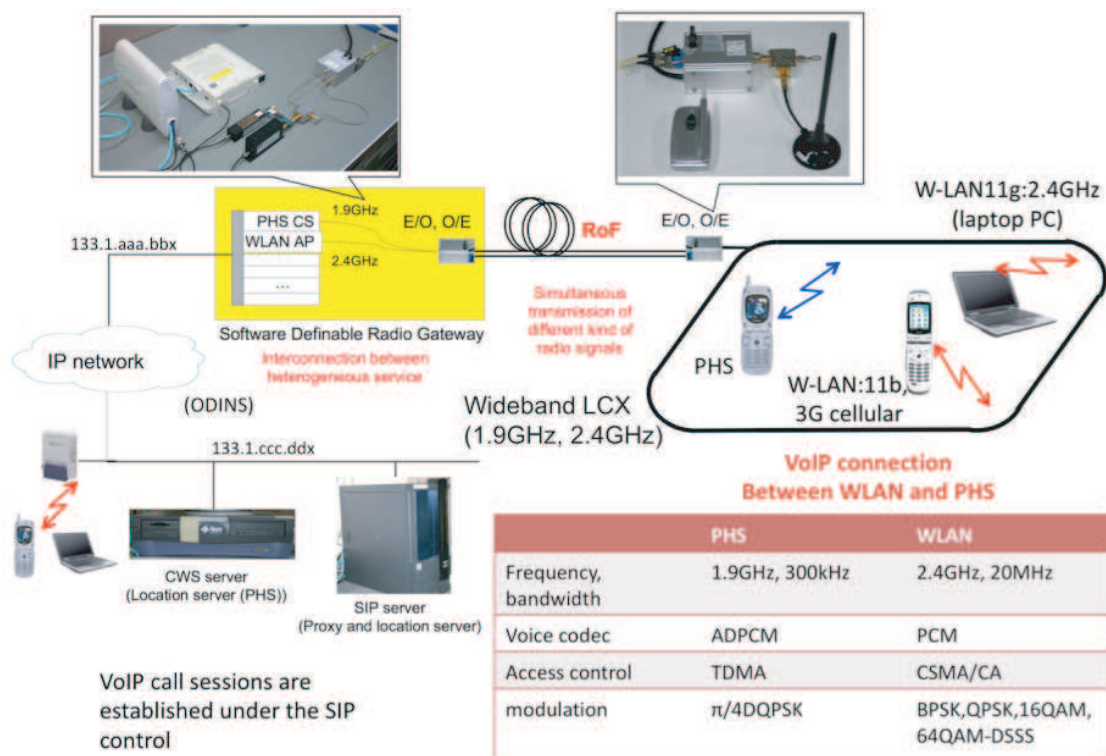 W-LAN11g:2.4GHz
(laptop PC)
1.9GHz
PHS CS
WLAN AP
2.4GHz
...
E/O, O/E
RoF
E/O, O/E
133.1.aaa.bbx
Software Definable Radio Gateway
Interconnection between
heterogeneous service
Simultaneous
transmission of
different kind of
radio signals
PHS
W-LAN:11b,
3G cellular
IP network
(ODINS)
Wideband LCX
(1.9GHz, 2.4GHz)
133.1.ccc.ddx
CWS server
(Location server (PHS))
SIP server
(Proxy and location server)
VoIP call sessions are
established under the SIP
control
VoIP connection
Between WLAN and PHS
PHS WLAN
Frequency, bandwidth 1.9GHz, 300kHz 2.4GHz, 20MHz
Voice codec ADPCM PCM
Access control TDMA CSMA/CA
modulation π/4DQPSK BPSK,QPSK,16QAM,
64QAM-DSSS